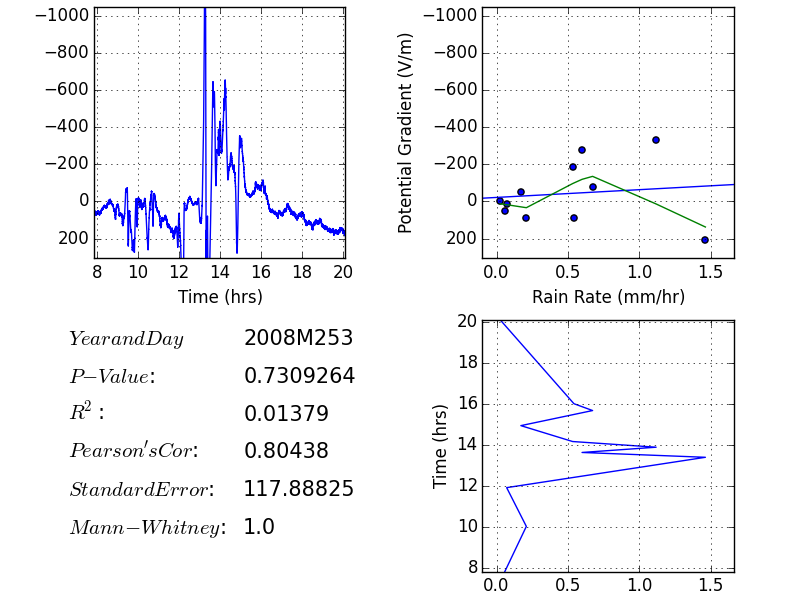 −1000
−800
−600
−400
−200
0
200
8 10 12 14 16 18 20
Time (hrs)
Potential Gradient (V/m)
−1000
−800
−600
−400
−200
0
200
0.0 0.5 1.0 1.5
Rain Rate (mm/hr)
YearandDay 2008M253
P−Value: 0.7309264
R²: 0.01379
Pearson'sCor: 0.80438
StandardError: 117.88825
Mann−Whitney: 1.0
Time (hrs)
20
18
16
14
12
10
8
0.0 0.5 1.0 1.5